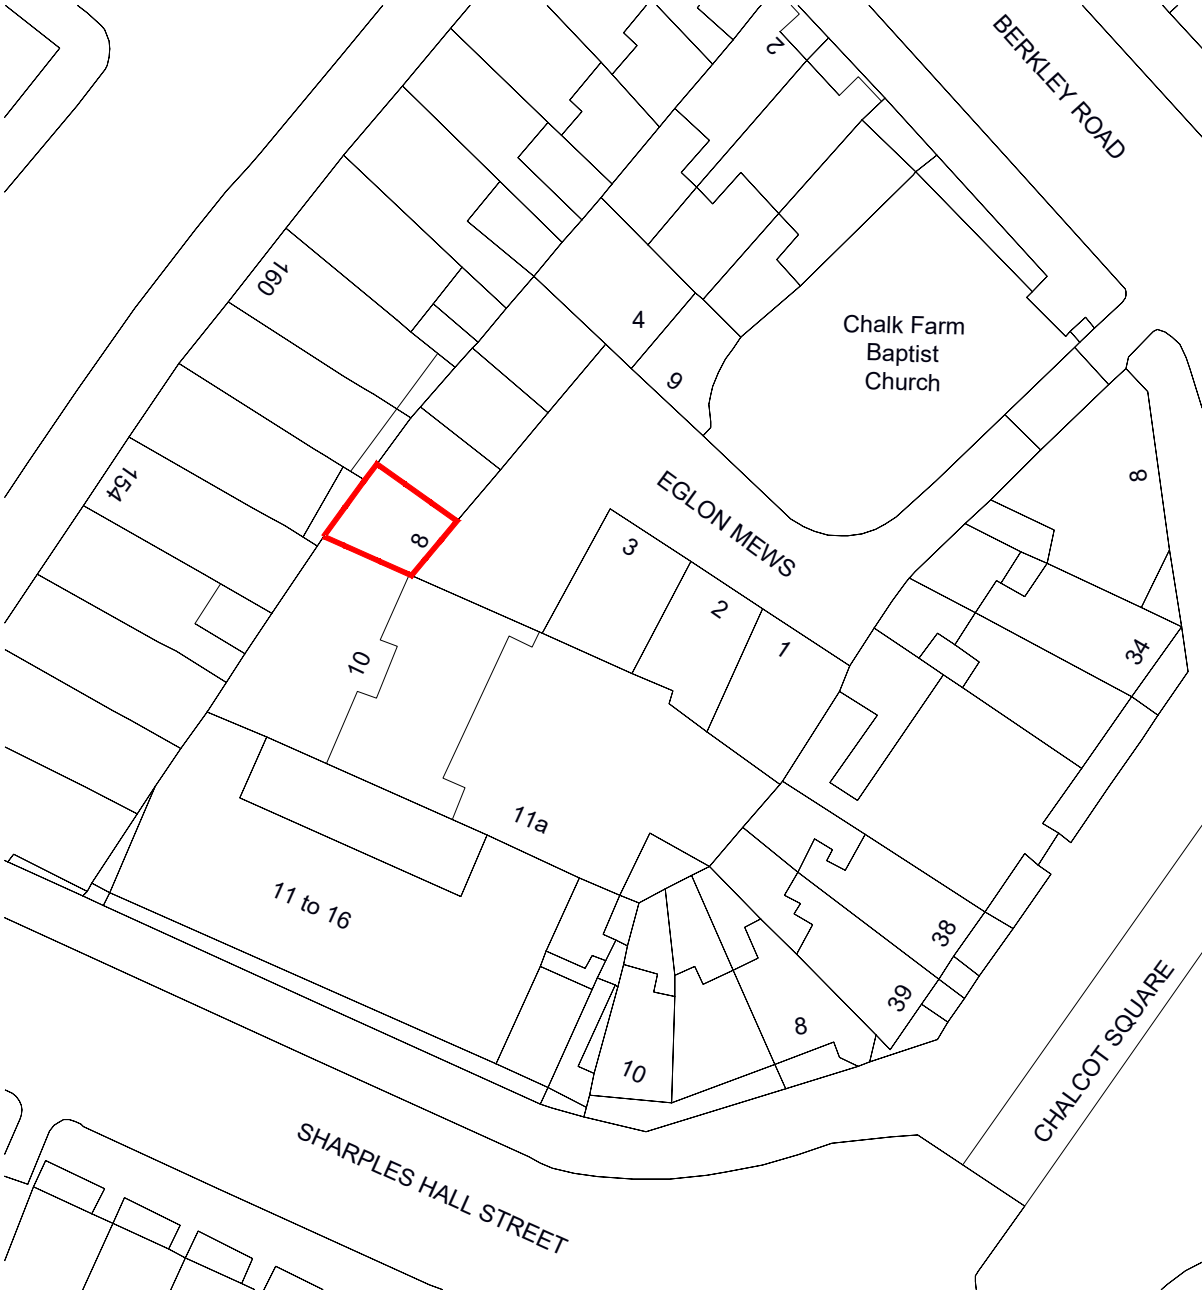 2
BERKLEY ROAD
160
4
Chalk Farm
Baptist
Church
9
154
8
EGLON MEWS
8
3
2
1
34
10
11a
11 to 16
38
39
8
10
CHALCOT SQUARE
SHARPLES HALL STREET